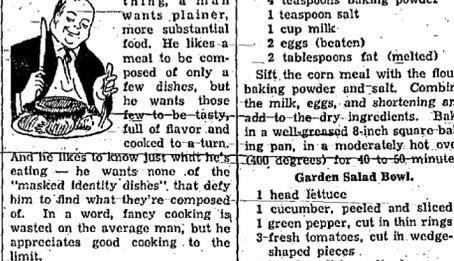 thing, a man
wants plainer,
more substantial
food. He likes a
meal to be com-
posed of only a
few dishes, but
he wants those
few to be tasty,
full of flavor and
cooked to a turn.
And he likes to know just what he's
eating — he wants none of the
"masked identity dishes" that defy
him to find what they're composed
of. In a word, fancy cooking is
wasted on the average man, but he
appreciates good cooking to the
limit.
4 teaspoons baking powder
1 teaspoon salt
1 cup milk
2 eggs (beaten)
2 tablespoons fat (melted)
Sift the corn meal with the flou
baking powder and salt. Combin
the milk, eggs, and shortening an
add to the dry ingredients. Bak
in a well-greased 8-inch square ba
ing pan, in a moderately hot ove
(400 degrees) for 40 to 50 minute
Garden Salad Bowl.
1 head lettuce
1 cucumber, peeled and sliced
1 green pepper, cut in thin rings
3 fresh tomatoes, cut in wedge-
shaped pieces